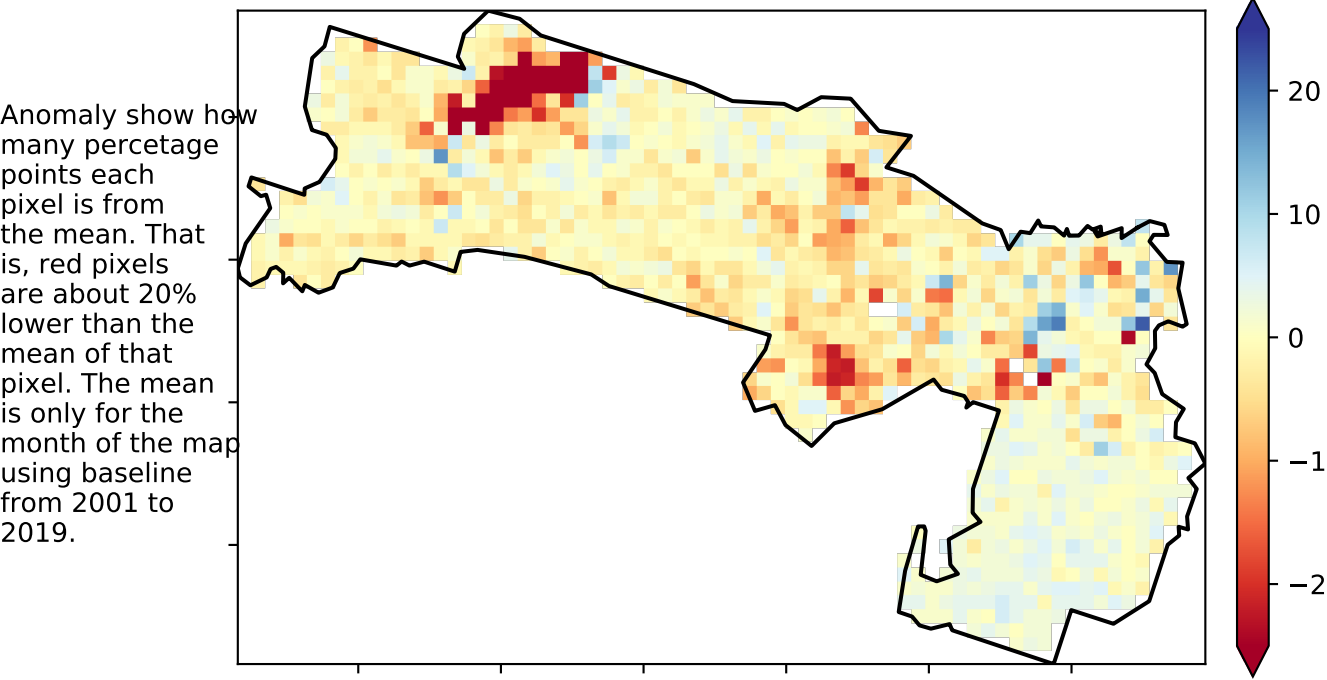 Anomaly show how
many percetage
points each
pixel is from
the mean. That
is, red pixels
are about 20%
lower than the
mean of that
pixel. The mean
is only for the
month of the map
using baseline
from 2001 to
2019.
20
10
0
−1
−2